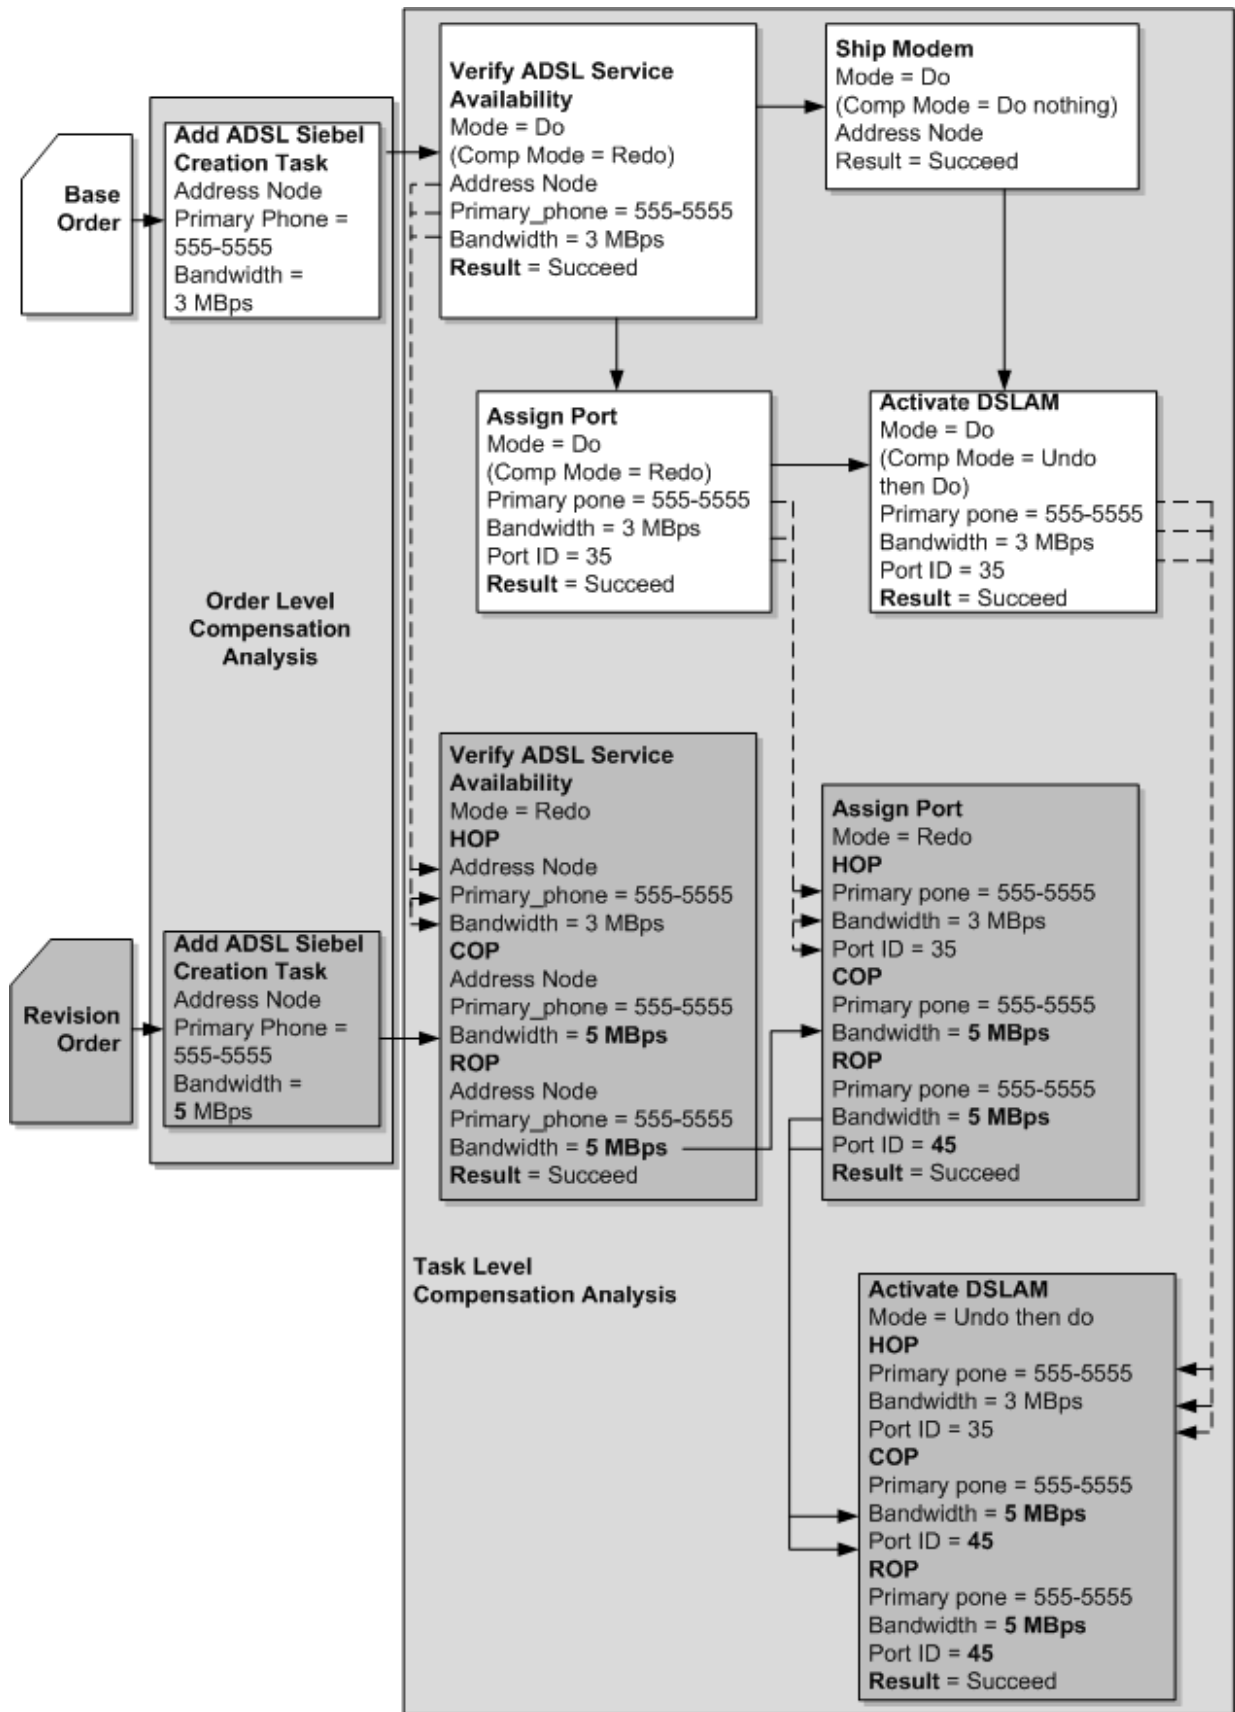 Base
Order
Add ADSL Siebel
Creation Task
Address Node
Primary Phone =
555-5555
Bandwidth =
3 MBps
Verify ADSL Service
Availability
Mode = Do
(Comp Mode = Redo)
Address Node
Primary_phone = 555-5555
Bandwidth = 3 MBps
Result = Succeed
Ship Modem
Mode = Do
(Comp Mode = Do nothing)
Address Node
Result = Succeed
Assign Port
Mode = Do
(Comp Mode = Redo)
Primary pone = 555-5555
Bandwidth = 3 MBps
Port ID = 35
Result = Succeed
Activate DSLAM
Mode = Do
(Comp Mode = Undo
then Do)
Primary pone = 555-5555
Bandwidth = 3 MBps
Port ID = 35
Result = Succeed
Order Level
Compensation
Analysis
Revision
Order
Add ADSL Siebel
Creation Task
Address Node
Primary Phone =
555-5555
Bandwidth =
5 MBps
Verify ADSL Service
Availability
Mode = Redo
HOP
Address Node
Primary_phone = 555-5555
Bandwidth = 3 MBps
COP
Address Node
Primary_phone = 555-5555
Bandwidth = 5 MBps
ROP
Address Node
Primary_phone = 555-5555
Bandwidth = 5 MBps
Result = Succeed
Assign Port
Mode = Redo
HOP
Primary pone = 555-5555
Bandwidth = 3 MBps
Port ID = 35
COP
Primary pone = 555-5555
Bandwidth = 5 MBps
ROP
Primary pone = 555-5555
Bandwidth = 5 MBps
Port ID = 45
Result = Succeed
Task Level
Compensation Analysis
Activate DSLAM
Mode = Undo then do
HOP
Primary pone = 555-5555
Bandwidth = 3 MBps
Port ID = 35
COP
Primary pone = 555-5555
Bandwidth = 5 MBps
Port ID = 45
ROP
Primary pone = 555-5555
Bandwidth = 5 MBps
Port ID = 45
Result = Succeed